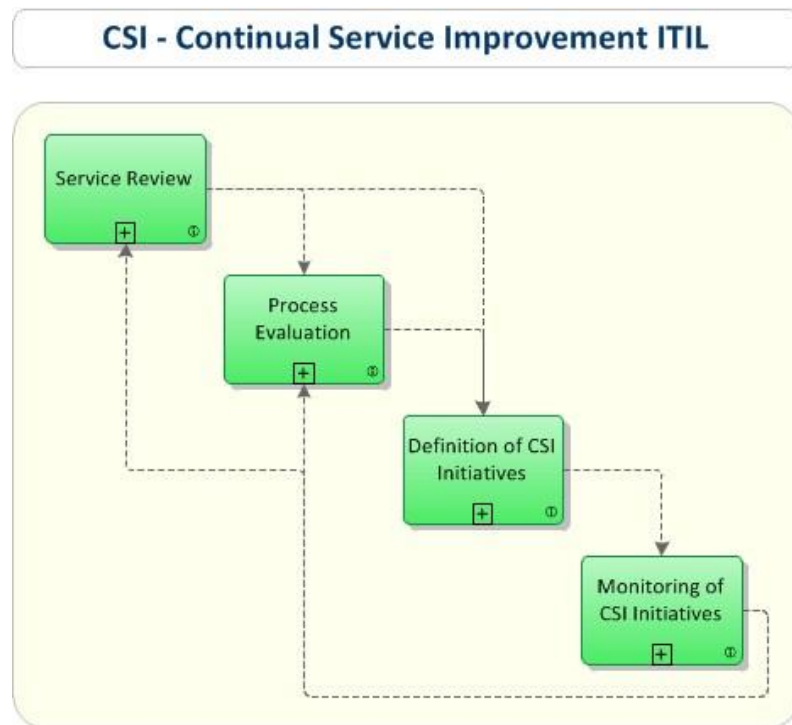 CSI - Continual Service Improvement ITIL
Service Review
Process
Evaluation
Definition of CSI
Initiatives
Monitoring of
CSI Initiatives